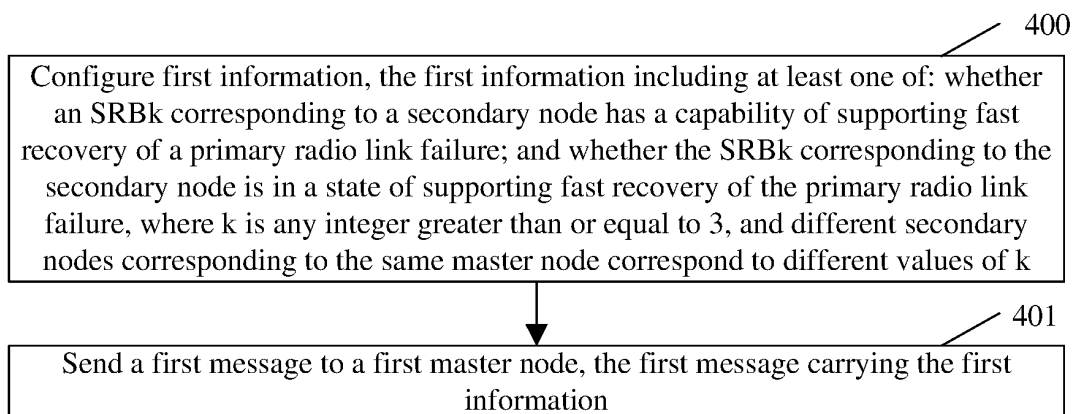 400
Configure first information, the first information including at least one of: whether
an SRBk corresponding to a secondary node has a capability of supporting fast
recovery of a primary radio link failure; and whether the SRBk corresponding to the
secondary node is in a state of supporting fast recovery of the primary radio link
failure, where k is any integer greater than or equal to 3, and different secondary
nodes corresponding to the same master node correspond to different values of k
401
Send a first message to a first master node, the first message carrying the first
information